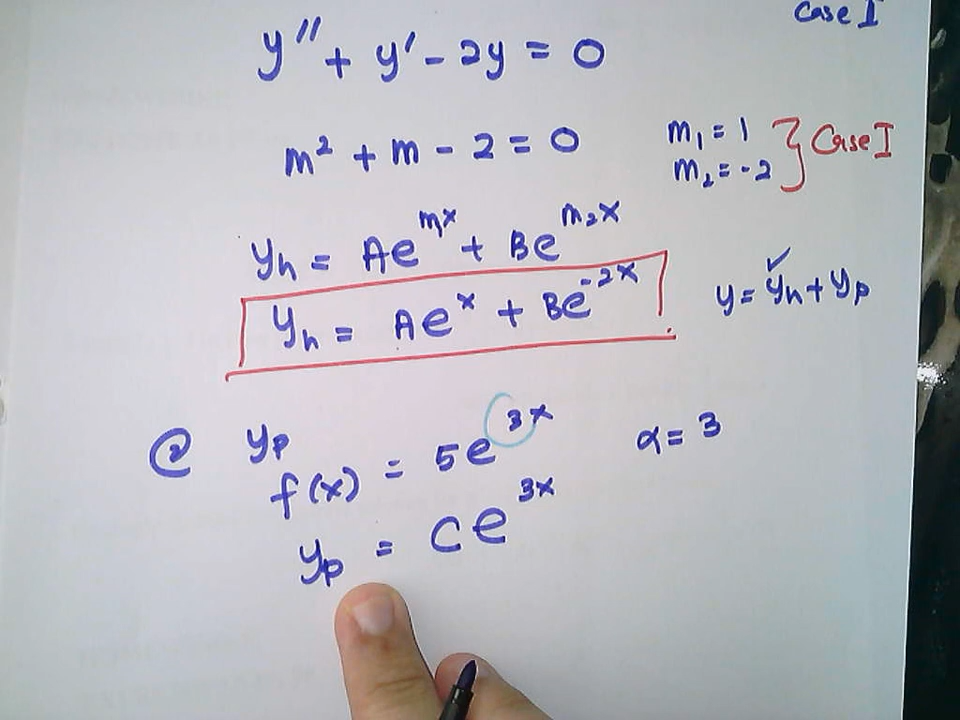 Case I
y'' + y' - 2y = 0
m² + m - 2 = 0
m₁ = 1
m₂ = -2
} Case I
yₕ = Ae^m₁x + Be^m₂x
yₕ = Ae^x + Be^-2x
y = yₕ + yₚ
✓
@ yₚ
f(x) = 5e^3x
α = 3
yₚ = Ce^3x